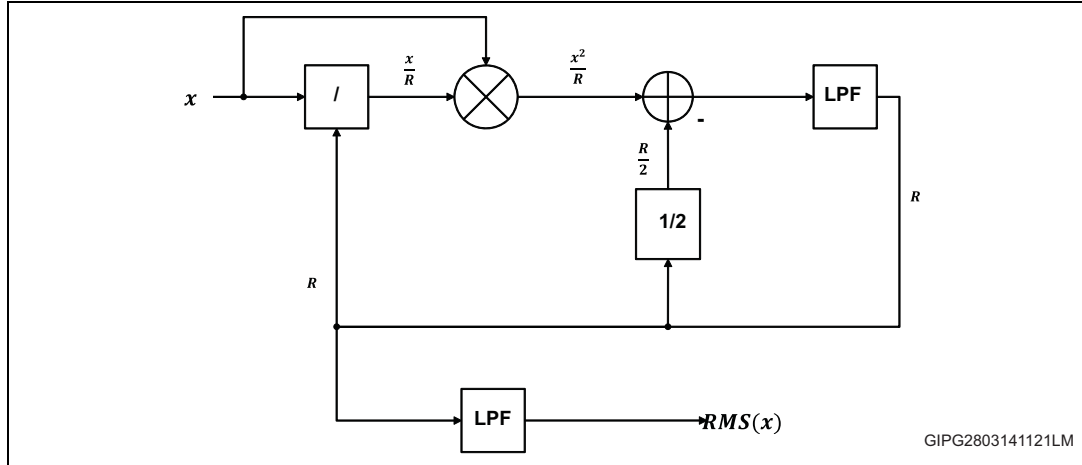 x
/
x/R
x²/R
-
LPF
R/2
1/2
R
R
LPF
RMS(x)
GIPG2803141121LM